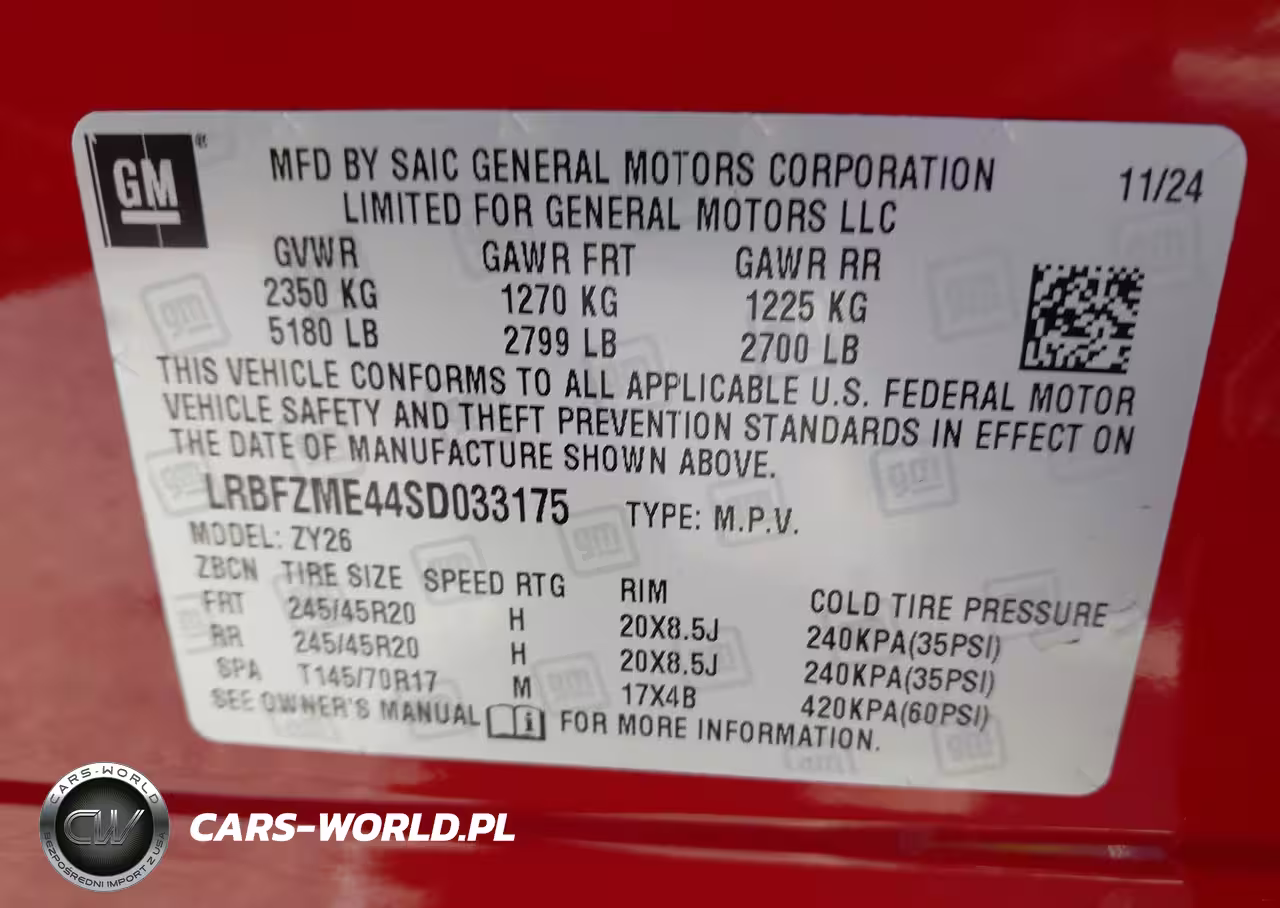 GM ®
MFD BY SAIC GENERAL MOTORS CORPORATION
LIMITED FOR GENERAL MOTORS LLC
11/24
GVWR GAWR FRT GAWR RR
2350 KG 1270 KG 1225 KG
5180 LB 2799 LB 2700 LB
THIS VEHICLE CONFORMS TO ALL APPLICABLE U.S. FEDERAL MOTOR
VEHICLE SAFETY AND THEFT PREVENTION STANDARDS IN EFFECT ON
THE DATE OF MANUFACTURE SHOWN ABOVE.
LRBFZME44SD033175 TYPE: M.P.V.
MODEL: ZY26
ZBCN TIRE SIZE SPEED RTG RIM COLD TIRE PRESSURE
FRT 245/45R20 H 20X8.5J 240KPA(35PSI)
RR 245/45R20 H 20X8.5J 240KPA(35PSI)
SPA T145/70R17 M 17X4B 420KPA(60PSI)
SEE OWNER'S MANUAL i FOR MORE INFORMATION.
CARS-WORLD
CW
BEZPOŚREDNI IMPORT Z USA
CARS-WORLD.PL